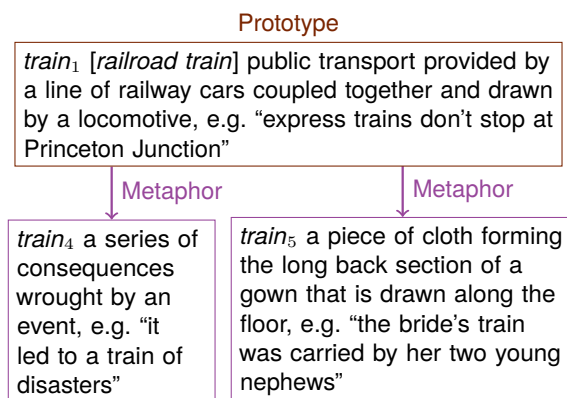 Prototype
train₁ [railroad train] public transport provided by
a line of railway cars coupled together and drawn
by a locomotive, e.g. “express trains don’t stop at
Princeton Junction”
Metaphor
Metaphor
train₄ a series of
consequences
wrought by an
event, e.g. “it
led to a train of
disasters”
train₅ a piece of cloth forming
the long back section of a
gown that is drawn along the
floor, e.g. “the bride’s train
was carried by her two young
nephews”